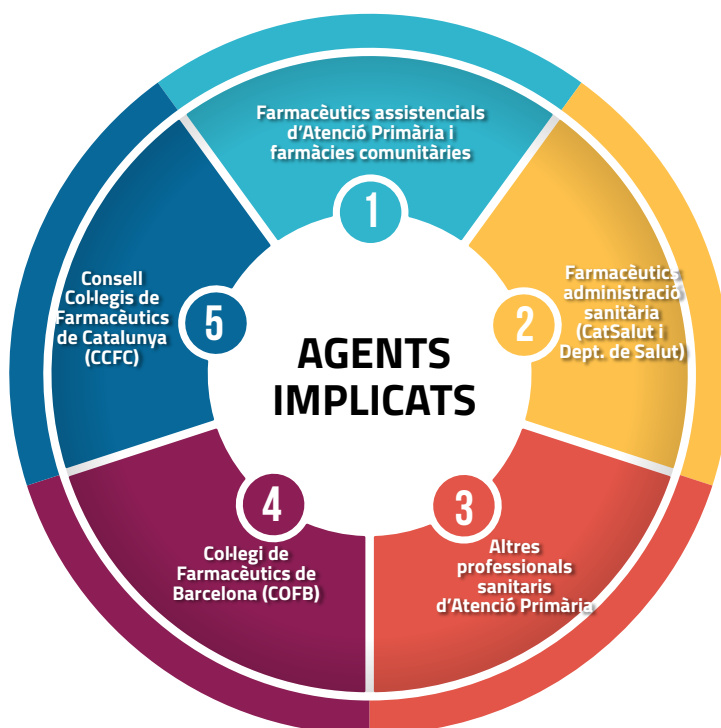 AGENTS
IMPLICATS
1
Farmacèutics assistencials
d'Atenció Primària i
farmàcies comunitàries
2
Farmacèutics
administració
sanitària
(CatSalut i
Dept. de Salut)
3
Altres
professionals
sanitaris
d'Atenció Primària
4
Col·legi de
Farmacèutics de
Barcelona (COFB)
5
Consell
Col·legis de
Farmacèutics
de Catalunya
(CCFC)